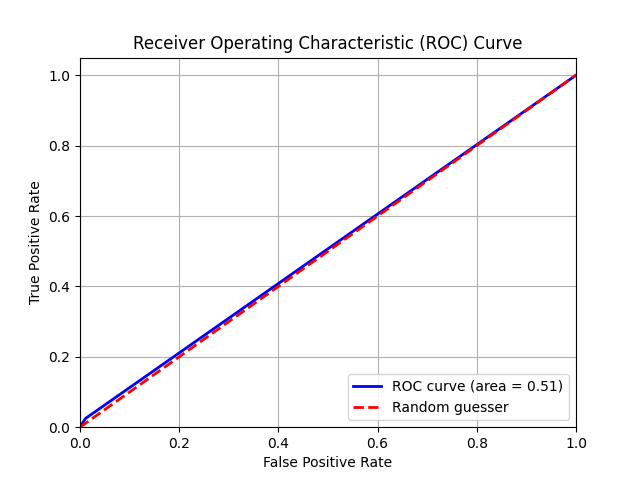 Receiver Operating Characteristic (ROC) Curve
1.0
0.8
0.6
0.4
0.2
0.0
True Positive Rate
ROC curve (area = 0.51)
Random guesser
0.0 0.2 0.4 0.6 0.8 1.0
False Positive Rate